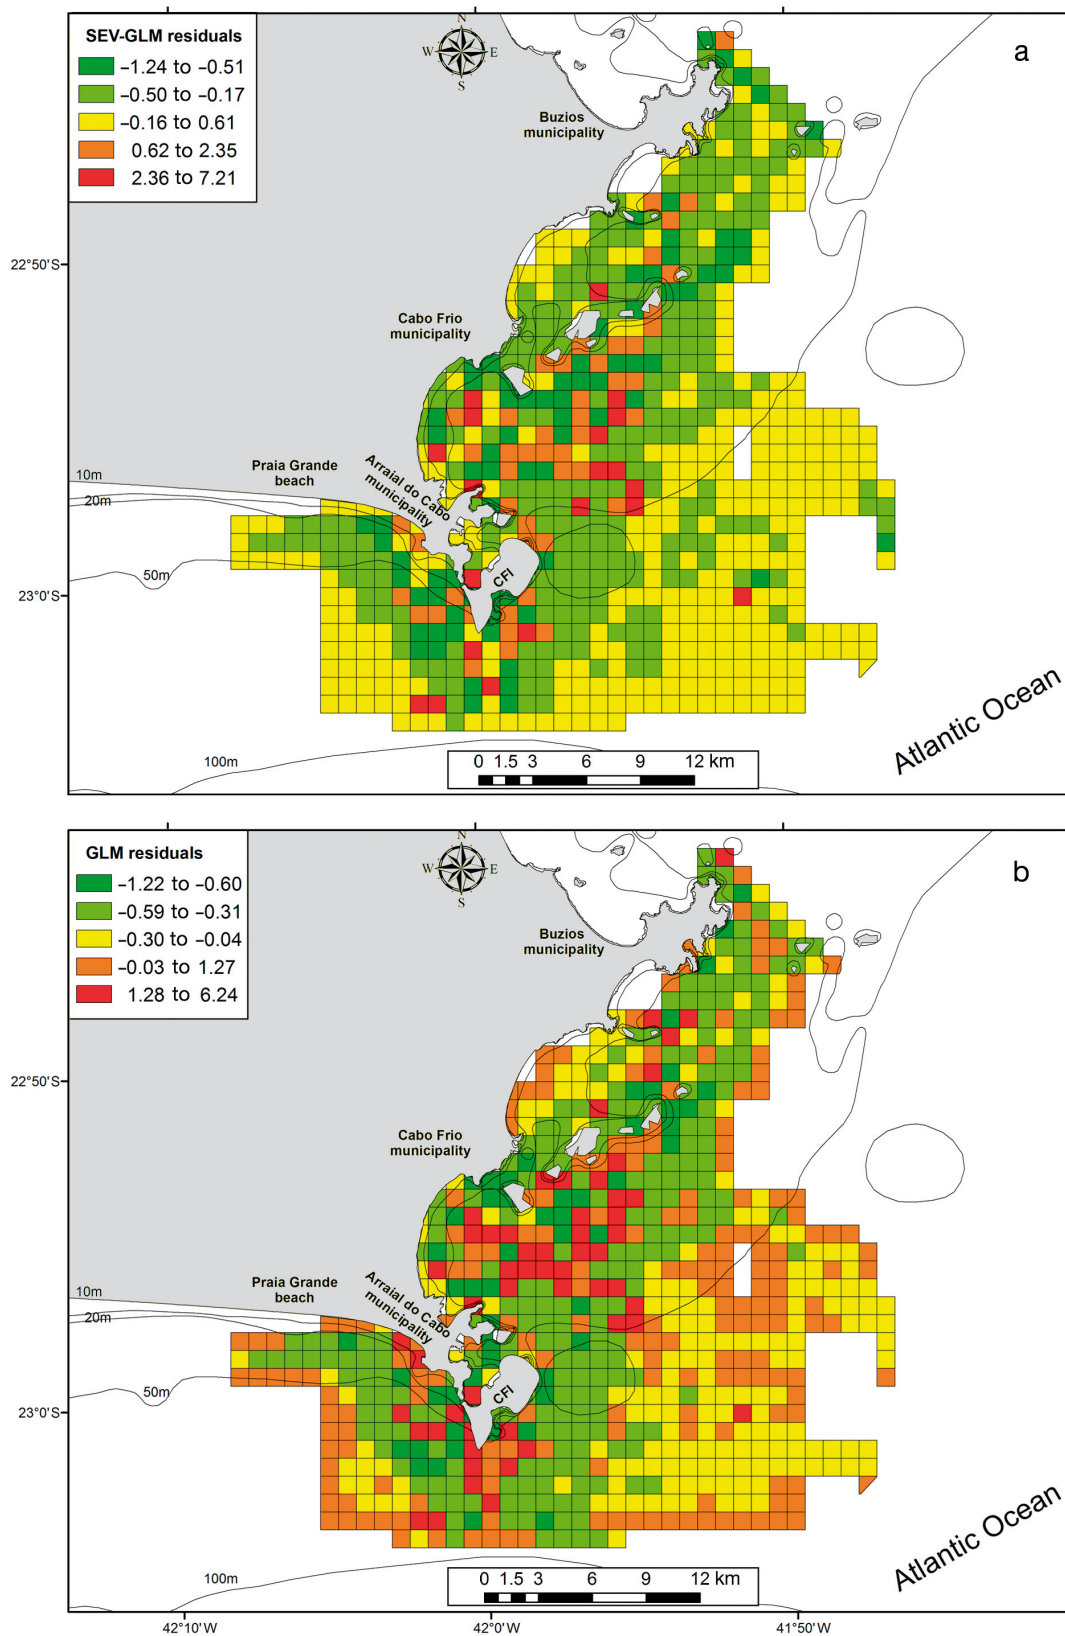 a
SEV-GLM residuals
−1.24 to −0.51
−0.50 to −0.17
−0.16 to 0.61
0.62 to 2.35
2.36 to 7.21
N
W E
S
Buzios
municipality
22°50'S
Cabo Frio
municipality
Praia Grande
beach
Arraial do Cabo
municipality
10m
20m
50m
CFI
23°0'S
Atlantic Ocean
100m
0 1.5 3 6 9 12 km
b
GLM residuals
−1.22 to −0.60
−0.59 to −0.31
−0.30 to −0.04
−0.03 to 1.27
1.28 to 6.24
N
W E
S
Buzios
municipality
22°50'S
Cabo Frio
municipality
Praia Grande
beach
Arraial do Cabo
municipality
10m
20m
50m
CFI
23°0'S
Atlantic Ocean
100m
0 1.5 3 6 9 12 km
42°10'W 42°0'W 41°50'W